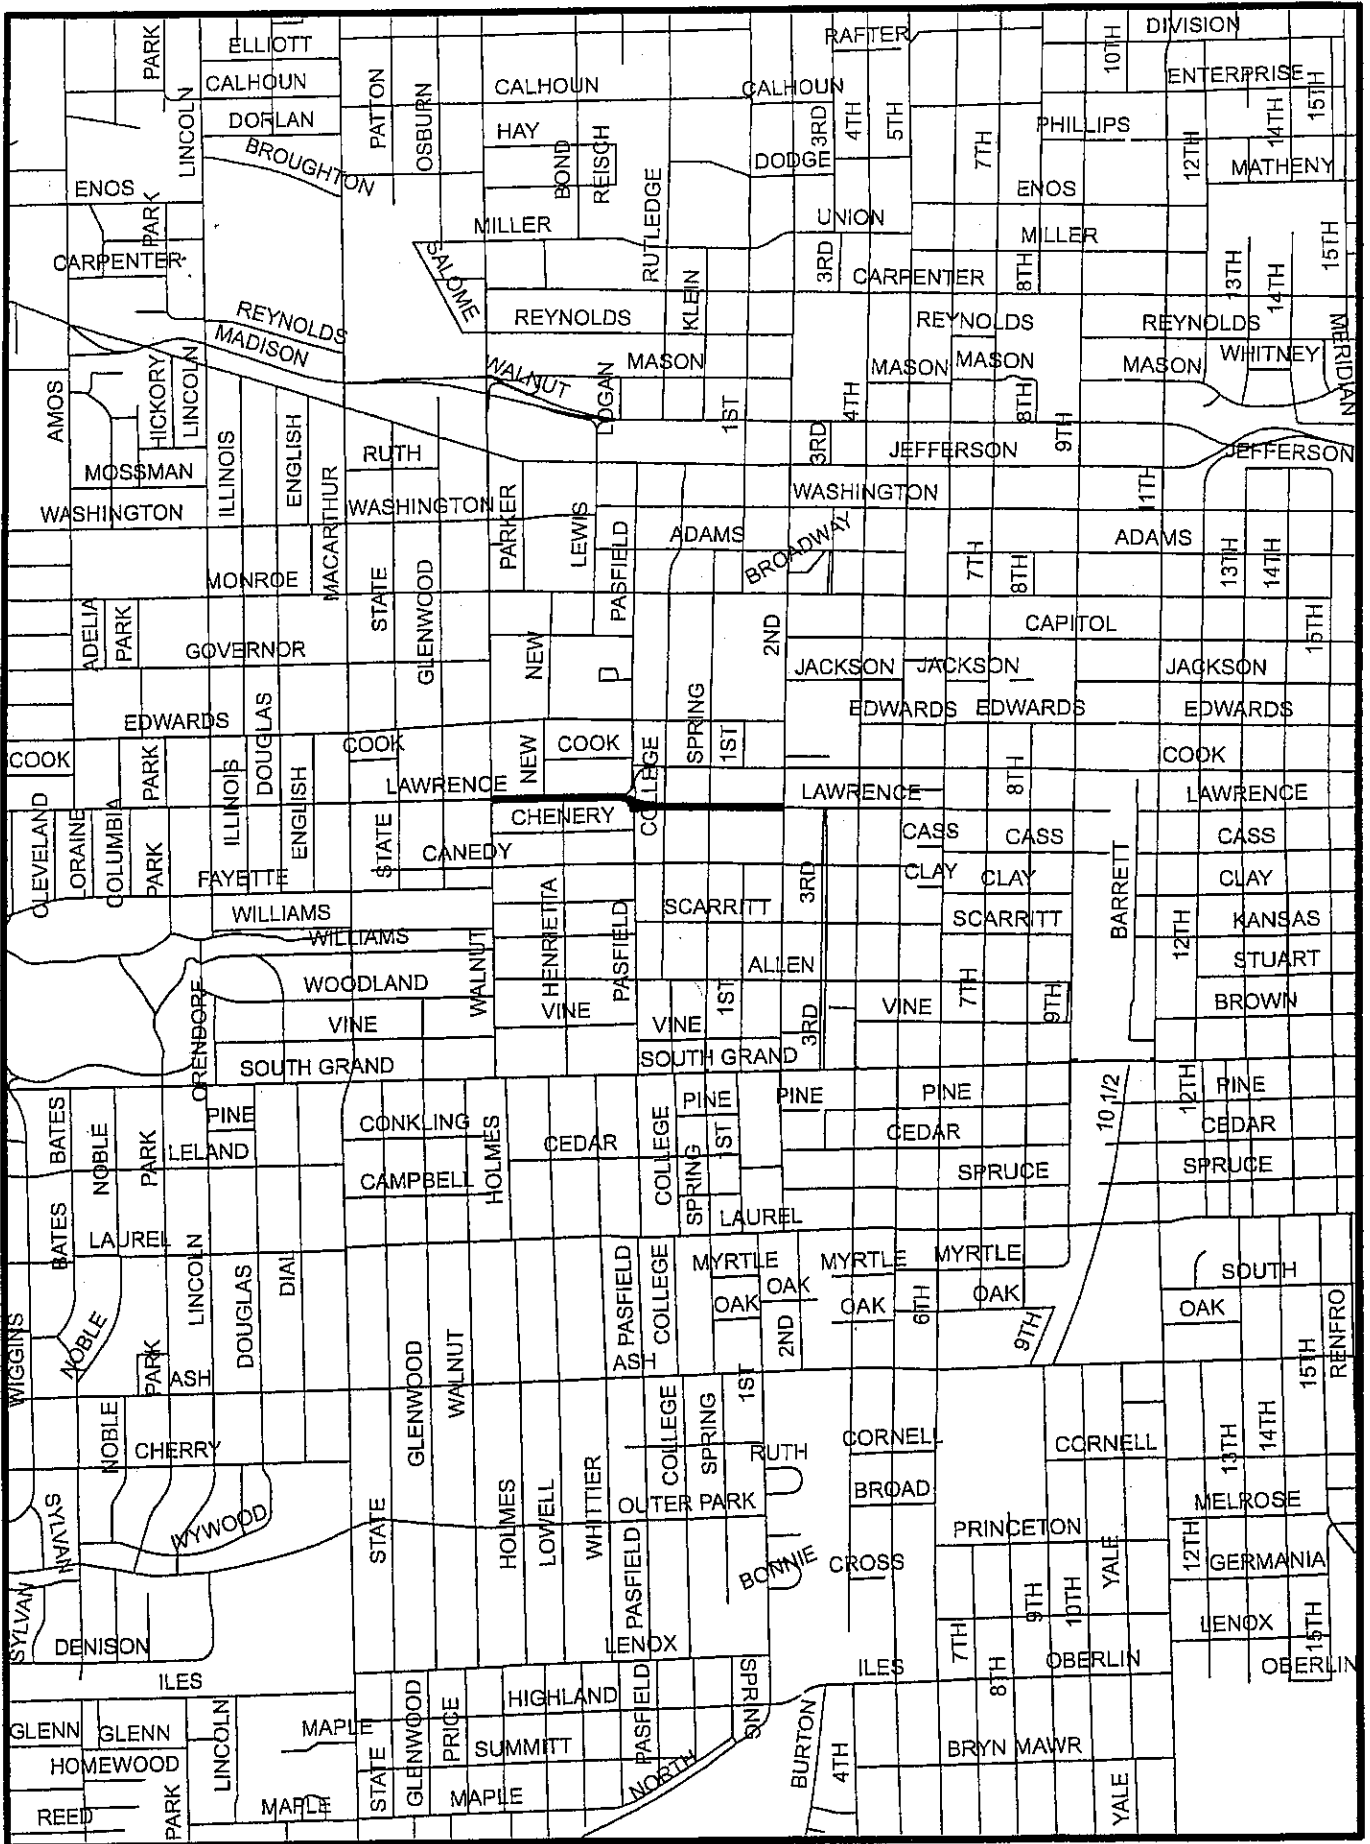 PARK
ELLIOTT
RAFTER
10TH
DIVISION
LINCOLN
CALHOUN
PATTON
OSBURN
CALHOUN
CALHOUN
ENTERPRISE
15TH
DORLAN
HAY
3RD
4TH
5TH
7TH
PHILLIPS
12TH
14TH
BROUGHTON
BOND
REISCH
DODGE
MATHENY
ENOS
RUTLEDGE
ENOS
PARK
MILLER
UNION
MILLER
15TH
CARPENTER
SALOME
KLEIN
3RD
CARPENTER
8TH
13TH
14TH
REYNOLDS
REYNOLDS
REYNOLDS
REYNOLDS
MERIDIAN
MADISON
WALNUT
MASON
MASON
MASON
MASON
WHITNEY
AMOS
HICKORY
LINCOLN
LOGAN
1ST
4TH
8TH
9TH
ILLINOIS
ENGLISH
RUTH
3RD
JEFFERSON
JEFFERSON
MOSSMAN
MACARTHUR
11TH
WASHINGTON
WASHINGTON
PARKER
LEWIS
PASFIELD
WASHINGTON
ADAMS
BROADWAY
ADAMS
MONROE
STATE
GLENWOOD
7TH
8TH
13TH
14TH
ADELIA
PARK
GOVERNOR
NEW
2ND
CAPITOL
15TH
D
JACKSON
JACKSON
JACKSON
EDWARDS
DOUGLAS
SPRING
EDWARDS
EDWARDS
EDWARDS
COOK
PARK
ILLINOIS
COOK
NEW
COOK
COLLEGE
1ST
8TH
COOK
LAWRENCE
LAWRENCE
LAWRENCE
CLEVELAND
LORAINE
COLUMBIA
PARK
ILLINOIS
ENGLISH
STATE
CHENERY
CASS
CASS
BARRETT
CASS
CANEDY
3RD
CLAY
CLAY
CLAY
FAYETTE
WILLIAMS
HENRIETTA
PASFIELD
SCARRITT
SCARRITT
12TH
KANSAS
WILLIAMS
WALNUT
ALLEN
STUART
ORENDORF
WOODLAND
1ST
7TH
9TH
BROWN
VINE
VINE
VINE
3RD
VINE
SOUTH GRAND
SOUTH GRAND
BATES
NOBLE
PARK
PINE
CONKLING
HOLMES
COLLEGE
PINE
PINE
PINE
10 1/2
12TH
PINE
LELAND
CEDAR
1ST
CEDAR
CEDAR
CAMPBELL
SPRING
SPRUCE
SPRUCE
BATES
LAUREL
LINCOLN
LAUREL
DOUGLAS
DIAL
PASFIELD
COLLEGE
MYRTLE
MYRTLE
MYRTLE
SOUTH
WIGGINS
NOBLE
OAK
OAK
2ND
OAK
6TH
OAK
9TH
OAK
15TH
RENFRO
PARK
ASH
GLENWOOD
WALNUT
ASH
1ST
NOBLE
CHERRY
COLLEGE
SPRING
RUTH
CORNELL
CORNELL
13TH
14TH
SYLVAN
IVYWOOD
STATE
HOLMES
LOWELL
WHITTIER
OUTER PARK
BROAD
MELROSE
PASFIELD
BONNIE
CROSS
PRINCETON
YALE
12TH
GERMANIA
SYLVAN
9TH
10TH
DENISON
LENOX
7TH
LENOX
15TH
ILES
SPRING
ILES
8TH
OBERLIN
OBERLIN
GLENN
GLENN
LINCOLN
MAPLE
GLENWOOD
PRICE
HIGHLAND
PASFIELD
BURTON
4TH
HOMEWOOD
STATE
SUMMITT
NORTH
BRYN MAWR
REED
PARK
MAPLE
MAPLE
YALE